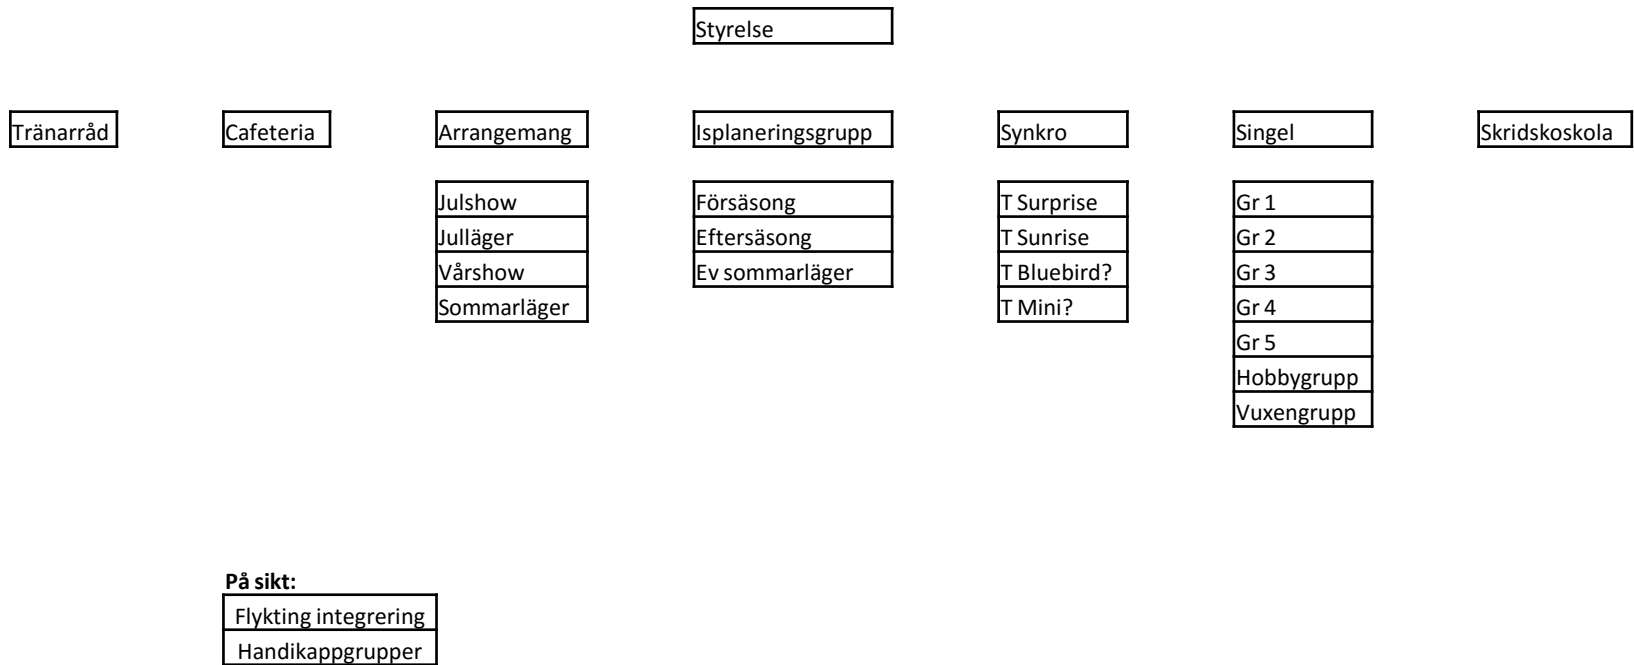 Styrelse
Tränarråd
Cafeteria
Arrangemang
Isplaneringsgrupp
Synkro
Singel
Skridskoskola
Julshow
Julläger
Vårshow
Sommarläger
Försäsong
Eftersäsong
Ev sommarläger
T Surprise
T Sunrise
T Bluebird?
T Mini?
Gr 1
Gr 2
Gr 3
Gr 4
Gr 5
Hobbygrupp
Vuxengrupp
På sikt:
Flykting integrering
Handikappgrupper